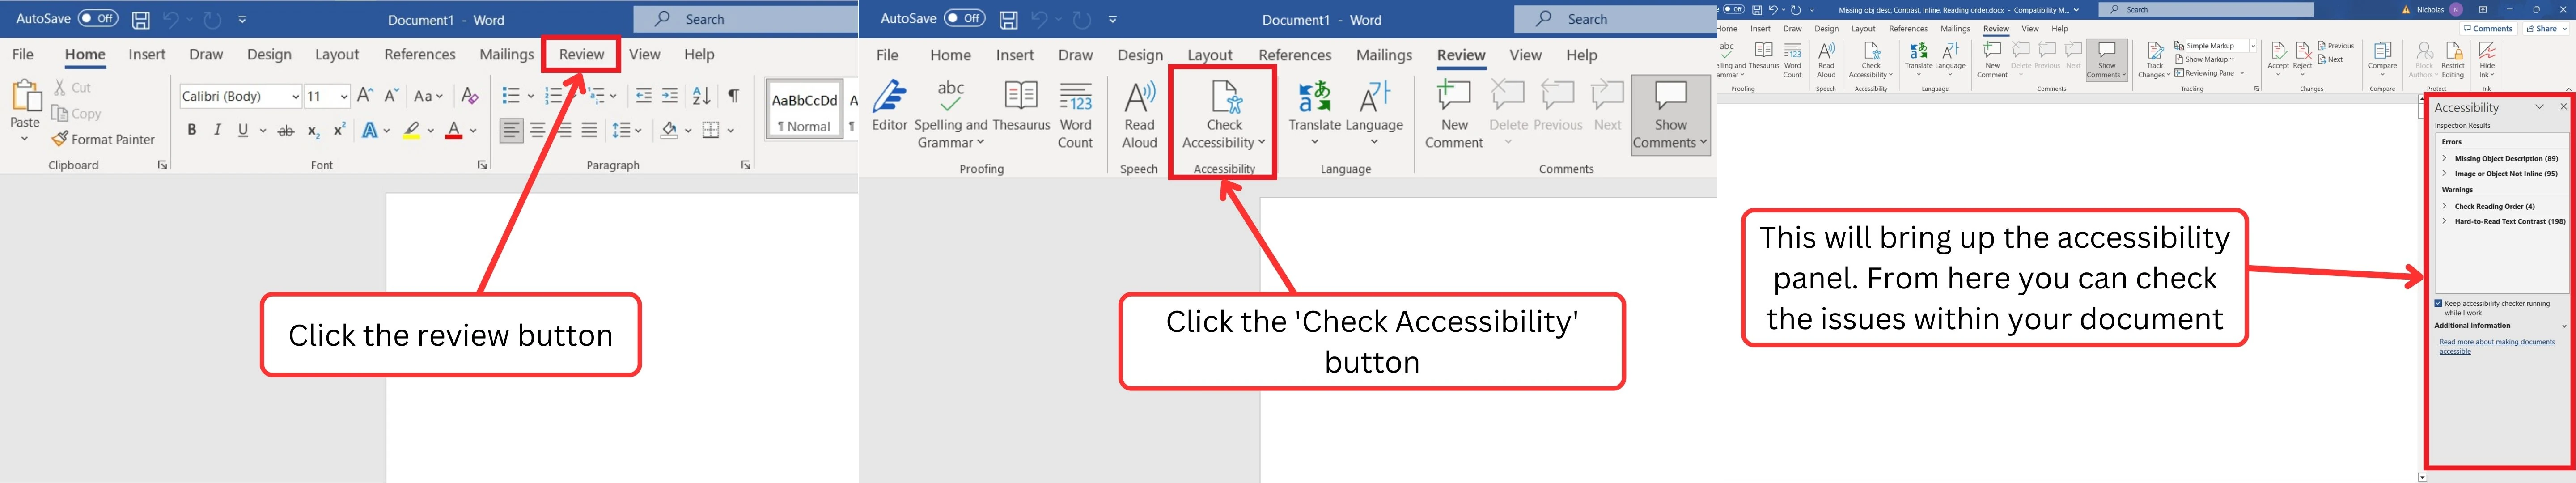 AutoSave Off
Document1 - Word
Search
File Home Insert Draw Design Layout References Mailings Review View Help
Paste
Cut
Copy
Format Painter
Clipboard
Calibri (Body) 11
Font
Paragraph
AaBbCcDd
¶ Normal
Click the review button
AutoSave Off
Document1 - Word
Search
File Home Insert Draw Design Layout References Mailings Review View Help
Editor
Spelling and
Grammar
Thesaurus
Word
Count
Proofing
Read
Aloud
Speech
Check
Accessibility
Accessibility
Translate
Language
Language
New
Comment
Delete
Previous
Next
Show
Comments
Comments
Click the 'Check Accessibility'
button
Off
Missing obj desc, Contrast, Inline, Reading order.docx - Compatibility M...
Search
Nicholas N
Home Insert Draw Design Layout References Mailings Review View Help
Comments
Share
abc
elling and
ammar
Thesaurus
Word
Count
Proofing
Read
Aloud
Speech
Check
Accessibility
Accessibility
Translate
Language
Language
New
Comment
Delete
Previous
Next
Show
Comments
Comments
Track
Changes
Simple Markup
Show Markup
Reviewing Pane
Tracking
Accept
Reject
Previous
Next
Changes
Compare
Compare
Block
Authors
Restrict
Editing
Protect
Hide
Ink
Ink
Accessibility
Inspection Results
Errors
Missing Object Description (89)
Image or Object Not Inline (95)
Warnings
Check Reading Order (4)
Hard-to-Read Text Contrast (198)
Keep accessibility checker running
while I work
Additional Information
Read more about making documents
accessible
This will bring up the accessibility
panel. From here you can check
the issues within your document